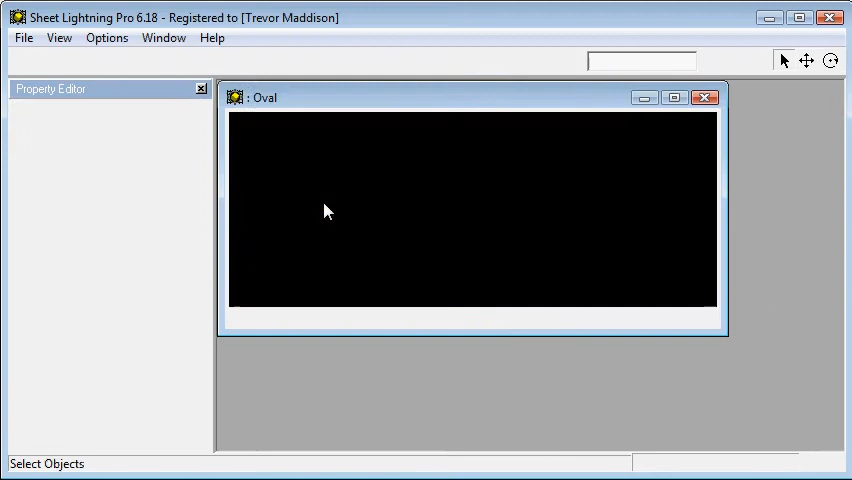 Sheet Lightning Pro 6.18 - Registered to [Trevor Maddison]
File View Options Window Help
Property Editor
: Oval
Select Objects